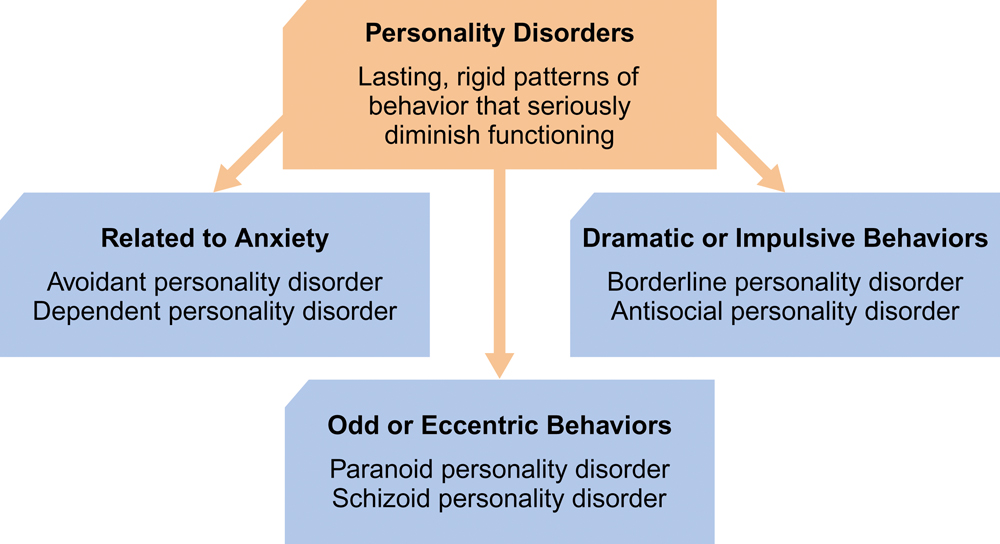 Personality Disorders
Lasting, rigid patterns of
behavior that seriously
diminish functioning
Related to Anxiety
Avoidant personality disorder
Dependent personality disorder
Dramatic or Impulsive Behaviors
Borderline personality disorder
Antisocial personality disorder
Odd or Eccentric Behaviors
Paranoid personality disorder
Schizoid personality disorder